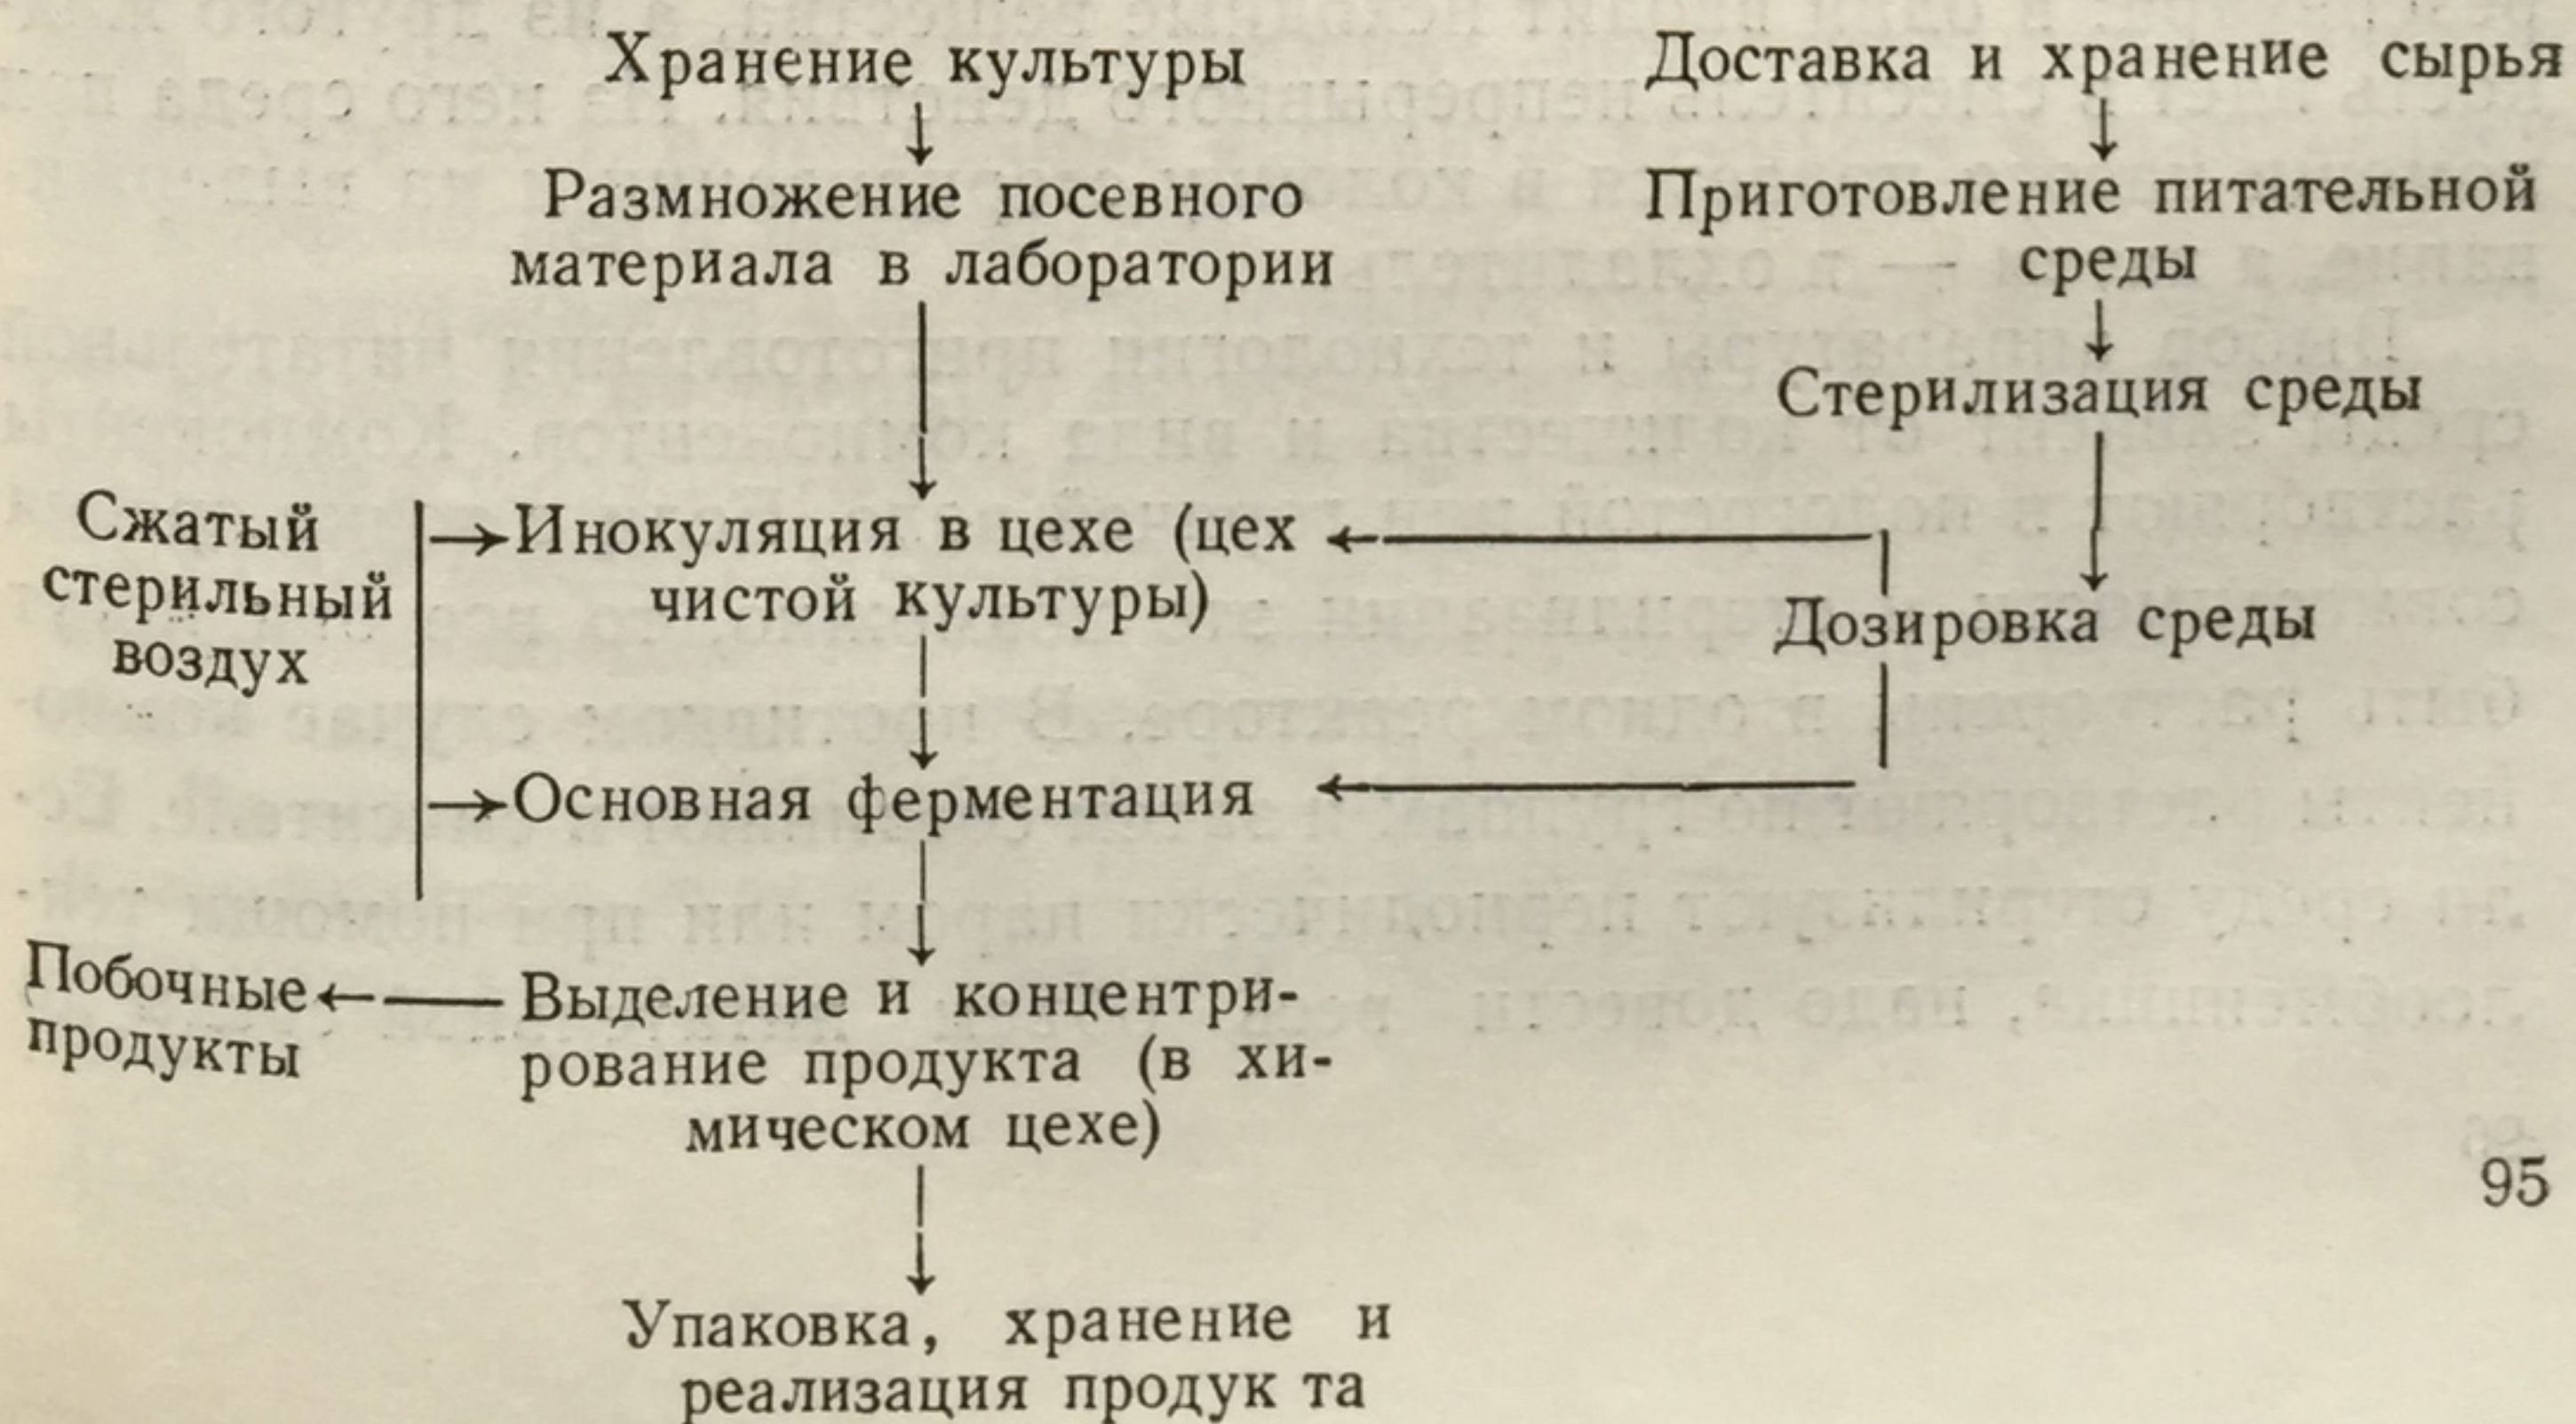 Хранение культуры
Размножение посевного
материала в лаборатории
Доставка и хранение сырья
Приготовление питательной
среды
Стерилизация среды
Сжатый
стерильный
воздух
Инокуляция в цехе (цех
чистой культуры)
Дозировка среды
Основная ферментация
Побочные
продукты
Выделение и концентри-
рование продукта (в хи-
мическом цехе)
95
Упаковка, хранение и
реализация продук та